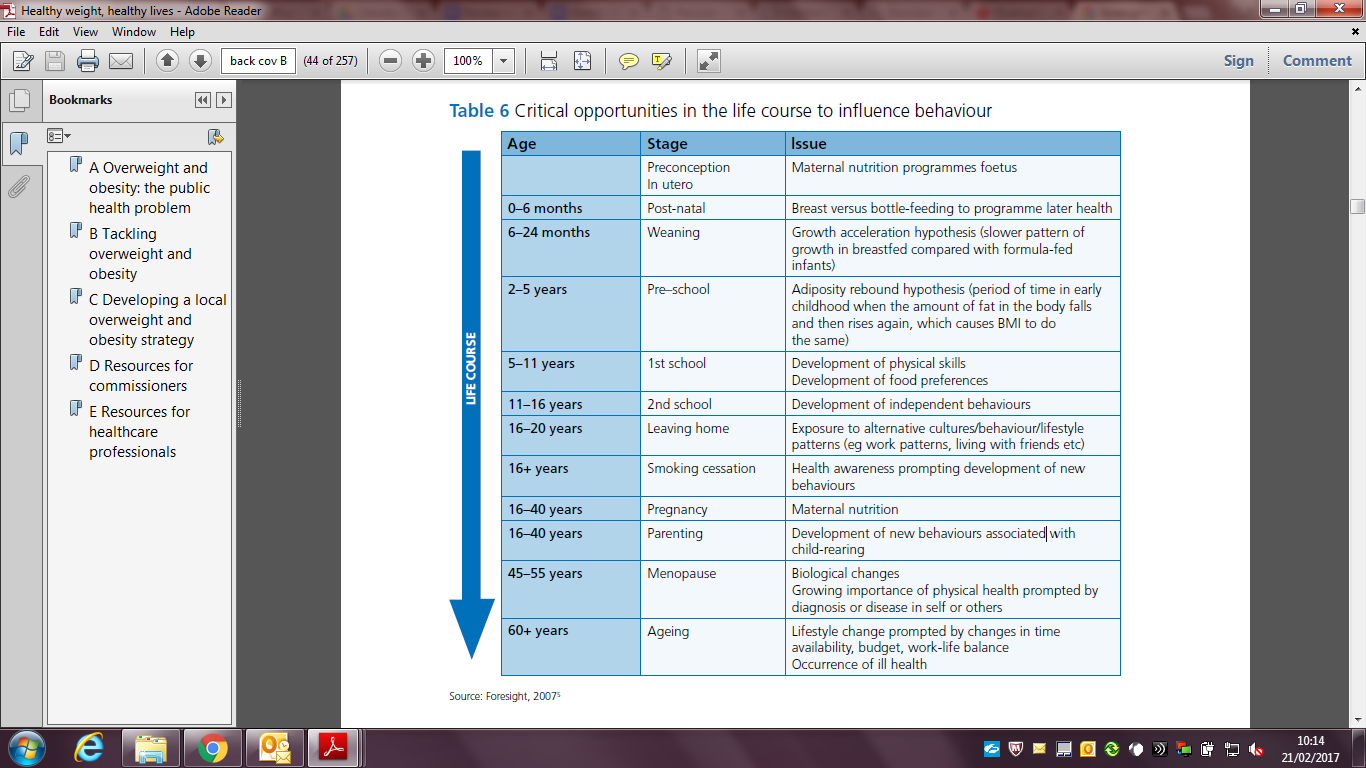 Healthy weight, healthy lives - Adobe Reader
File Edit View Window Help
back cov B (44 of 257) 100% Sign Comment
Bookmarks
A Overweight and
obesity: the public
health problem
B Tackling
overweight and
obesity
C Developing a local
overweight and
obesity strategy
D Resources for
commissioners
E Resources for
healthcare
professionals
Table 6 Critical opportunities in the life course to influence behaviour
LIFE COURSE
Age Stage Issue
Preconception Maternal nutrition programmes foetus
In utero
0–6 months Post-natal Breast versus bottle-feeding to programme later health
6–24 months Weaning Growth acceleration hypothesis (slower pattern of
growth in breastfed compared with formula-fed
infants)
2–5 years Pre–school Adiposity rebound hypothesis (period of time in early
childhood when the amount of fat in the body falls
and then rises again, which causes BMI to do
the same)
5–11 years 1st school Development of physical skills
Development of food preferences
11–16 years 2nd school Development of independent behaviours
16–20 years Leaving home Exposure to alternative cultures/behaviour/lifestyle
patterns (eg work patterns, living with friends etc)
16+ years Smoking cessation Health awareness prompting development of new
behaviours
16–40 years Pregnancy Maternal nutrition
16–40 years Parenting Development of new behaviours associated with
child-rearing
45–55 years Menopause Biological changes
Growing importance of physical health prompted by
diagnosis or disease in self or others
60+ years Ageing Lifestyle change prompted by changes in time
availability, budget, work-life balance
Occurrence of ill health
Source: Foresight, 2007⁵
10:14
21/02/2017